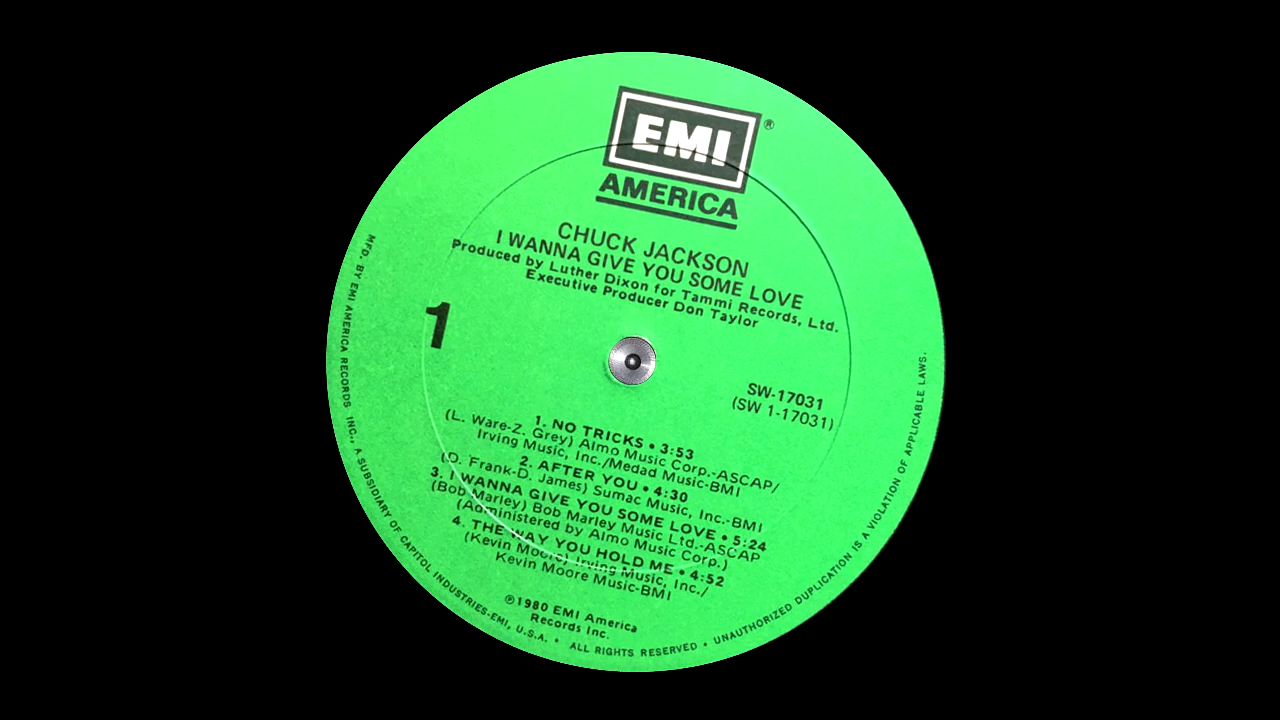 EMI ®
AMERICA
CHUCK JACKSON
I WANNA GIVE YOU SOME LOVE
Produced by Luther Dixon for Tammi Records, Ltd.
Executive Producer Don Taylor
1
SW-17031
(SW 1-17031)
1. NO TRICKS • 3:53
(L. Ware-Z. Grey) Almo Music Corp.-ASCAP/
Irving Music, Inc./Medad Music-BMI
2. AFTER YOU • 4:30
(D. Frank-D. James) Sumac Music, Inc.-BMI
3. I WANNA GIVE YOU SOME LOVE • 5:24
(Bob Marley) Bob Marley Music Ltd.-ASCAP
(Administered by Almo Music Corp.)
4. THE WAY YOU HOLD ME • 4:52
(Kevin Moore) Irving Music, Inc./
Kevin Moore Music-BMI
℗1980 EMI America
Records Inc.
MFD. BY EMI AMERICA RECORDS INC., A SUBSIDIARY OF CAPITOL INDUSTRIES-EMI, U.S.A. • ALL RIGHTS RESERVED • UNAUTHORIZED DUPLICATION IS A VIOLATION OF APPLICABLE LAWS.